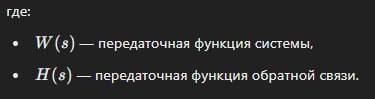 где:
• W(s) — передаточная функция системы,
• H(s) — передаточная функция обратной связи.